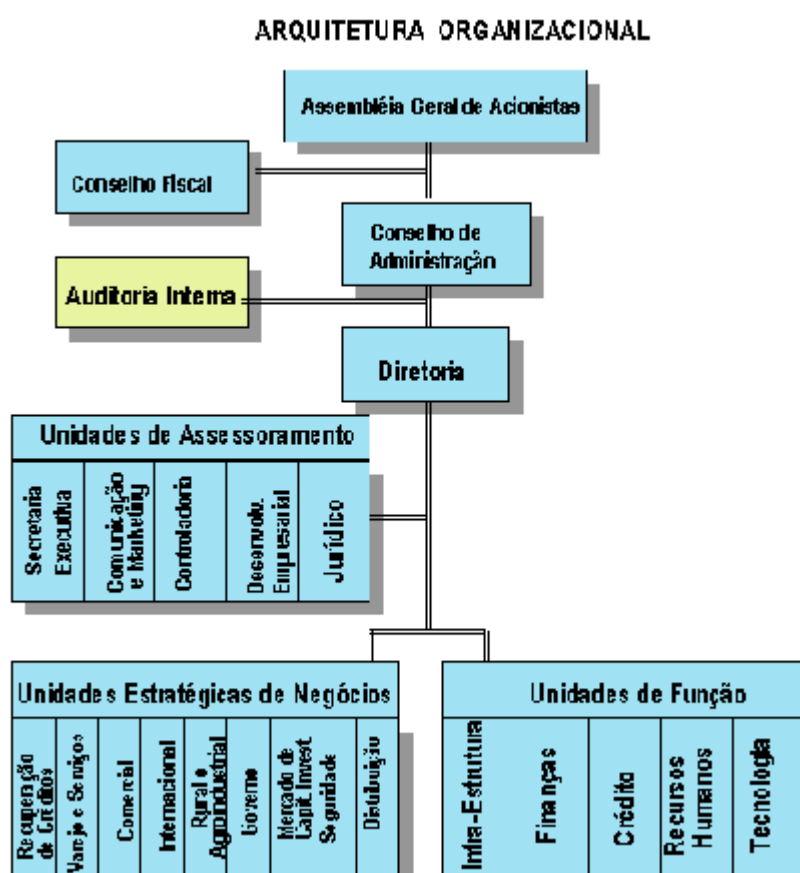 ARQUITETURA ORGANIZACIONAL
Assembléia Geral de Acionistas
Conselho Fiscal
Conselho de
Administração
Auditoria Interna
Diretoria
Unidades de Assessoramento
Secretaria
Executiva
Comunicação
e Marketing
Controladoria
Desenvolv.
Empresarial
Jurídico
Unidades Estratégicas de Negócios
Recuperação
de Créditos
Varejo e Serviços
Comercial
Internacional
Rural e
Agroindustrial
Governo
Mercado de
Capit. Invest.
Seguridade
Distribuição
Unidades de Função
Infra-Estrutura
Finanças
Crédito
Recursos
Humanos
Tecnologia